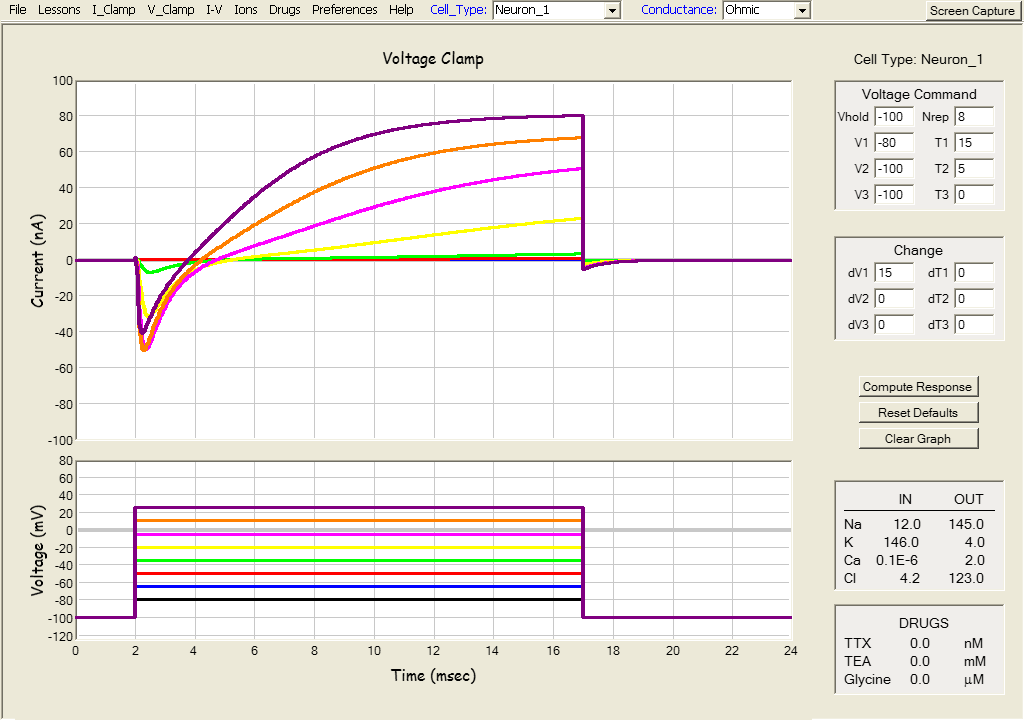 File Lessons I_Clamp V_Clamp I-V Ions Drugs Preferences Help Cell_Type: Neuron_1 Conductance: Ohmic Screen Capture
Voltage Clamp
100
80
60
40
20
0
-20
-40
-60
-80
-100
Current (nA)
80
60
40
20
0
-20
-40
-60
-80
-100
-120
Voltage (mV)
0 2 4 6 8 10 12 14 16 18 20 22 24
Time (msec)
Cell Type: Neuron_1
Voltage Command
Vhold -100 Nrep 8
V1 -80 T1 15
V2 -100 T2 5
V3 -100 T3 0
Change
dV1 15 dT1 0
dV2 0 dT2 0
dV3 0 dT3 0
Compute Response
Reset Defaults
Clear Graph
IN OUT
Na 12.0 145.0
K 146.0 4.0
Ca 0.1E-6 2.0
Cl 4.2 123.0
DRUGS
TTX 0.0 nM
TEA 0.0 mM
Glycine 0.0 μM